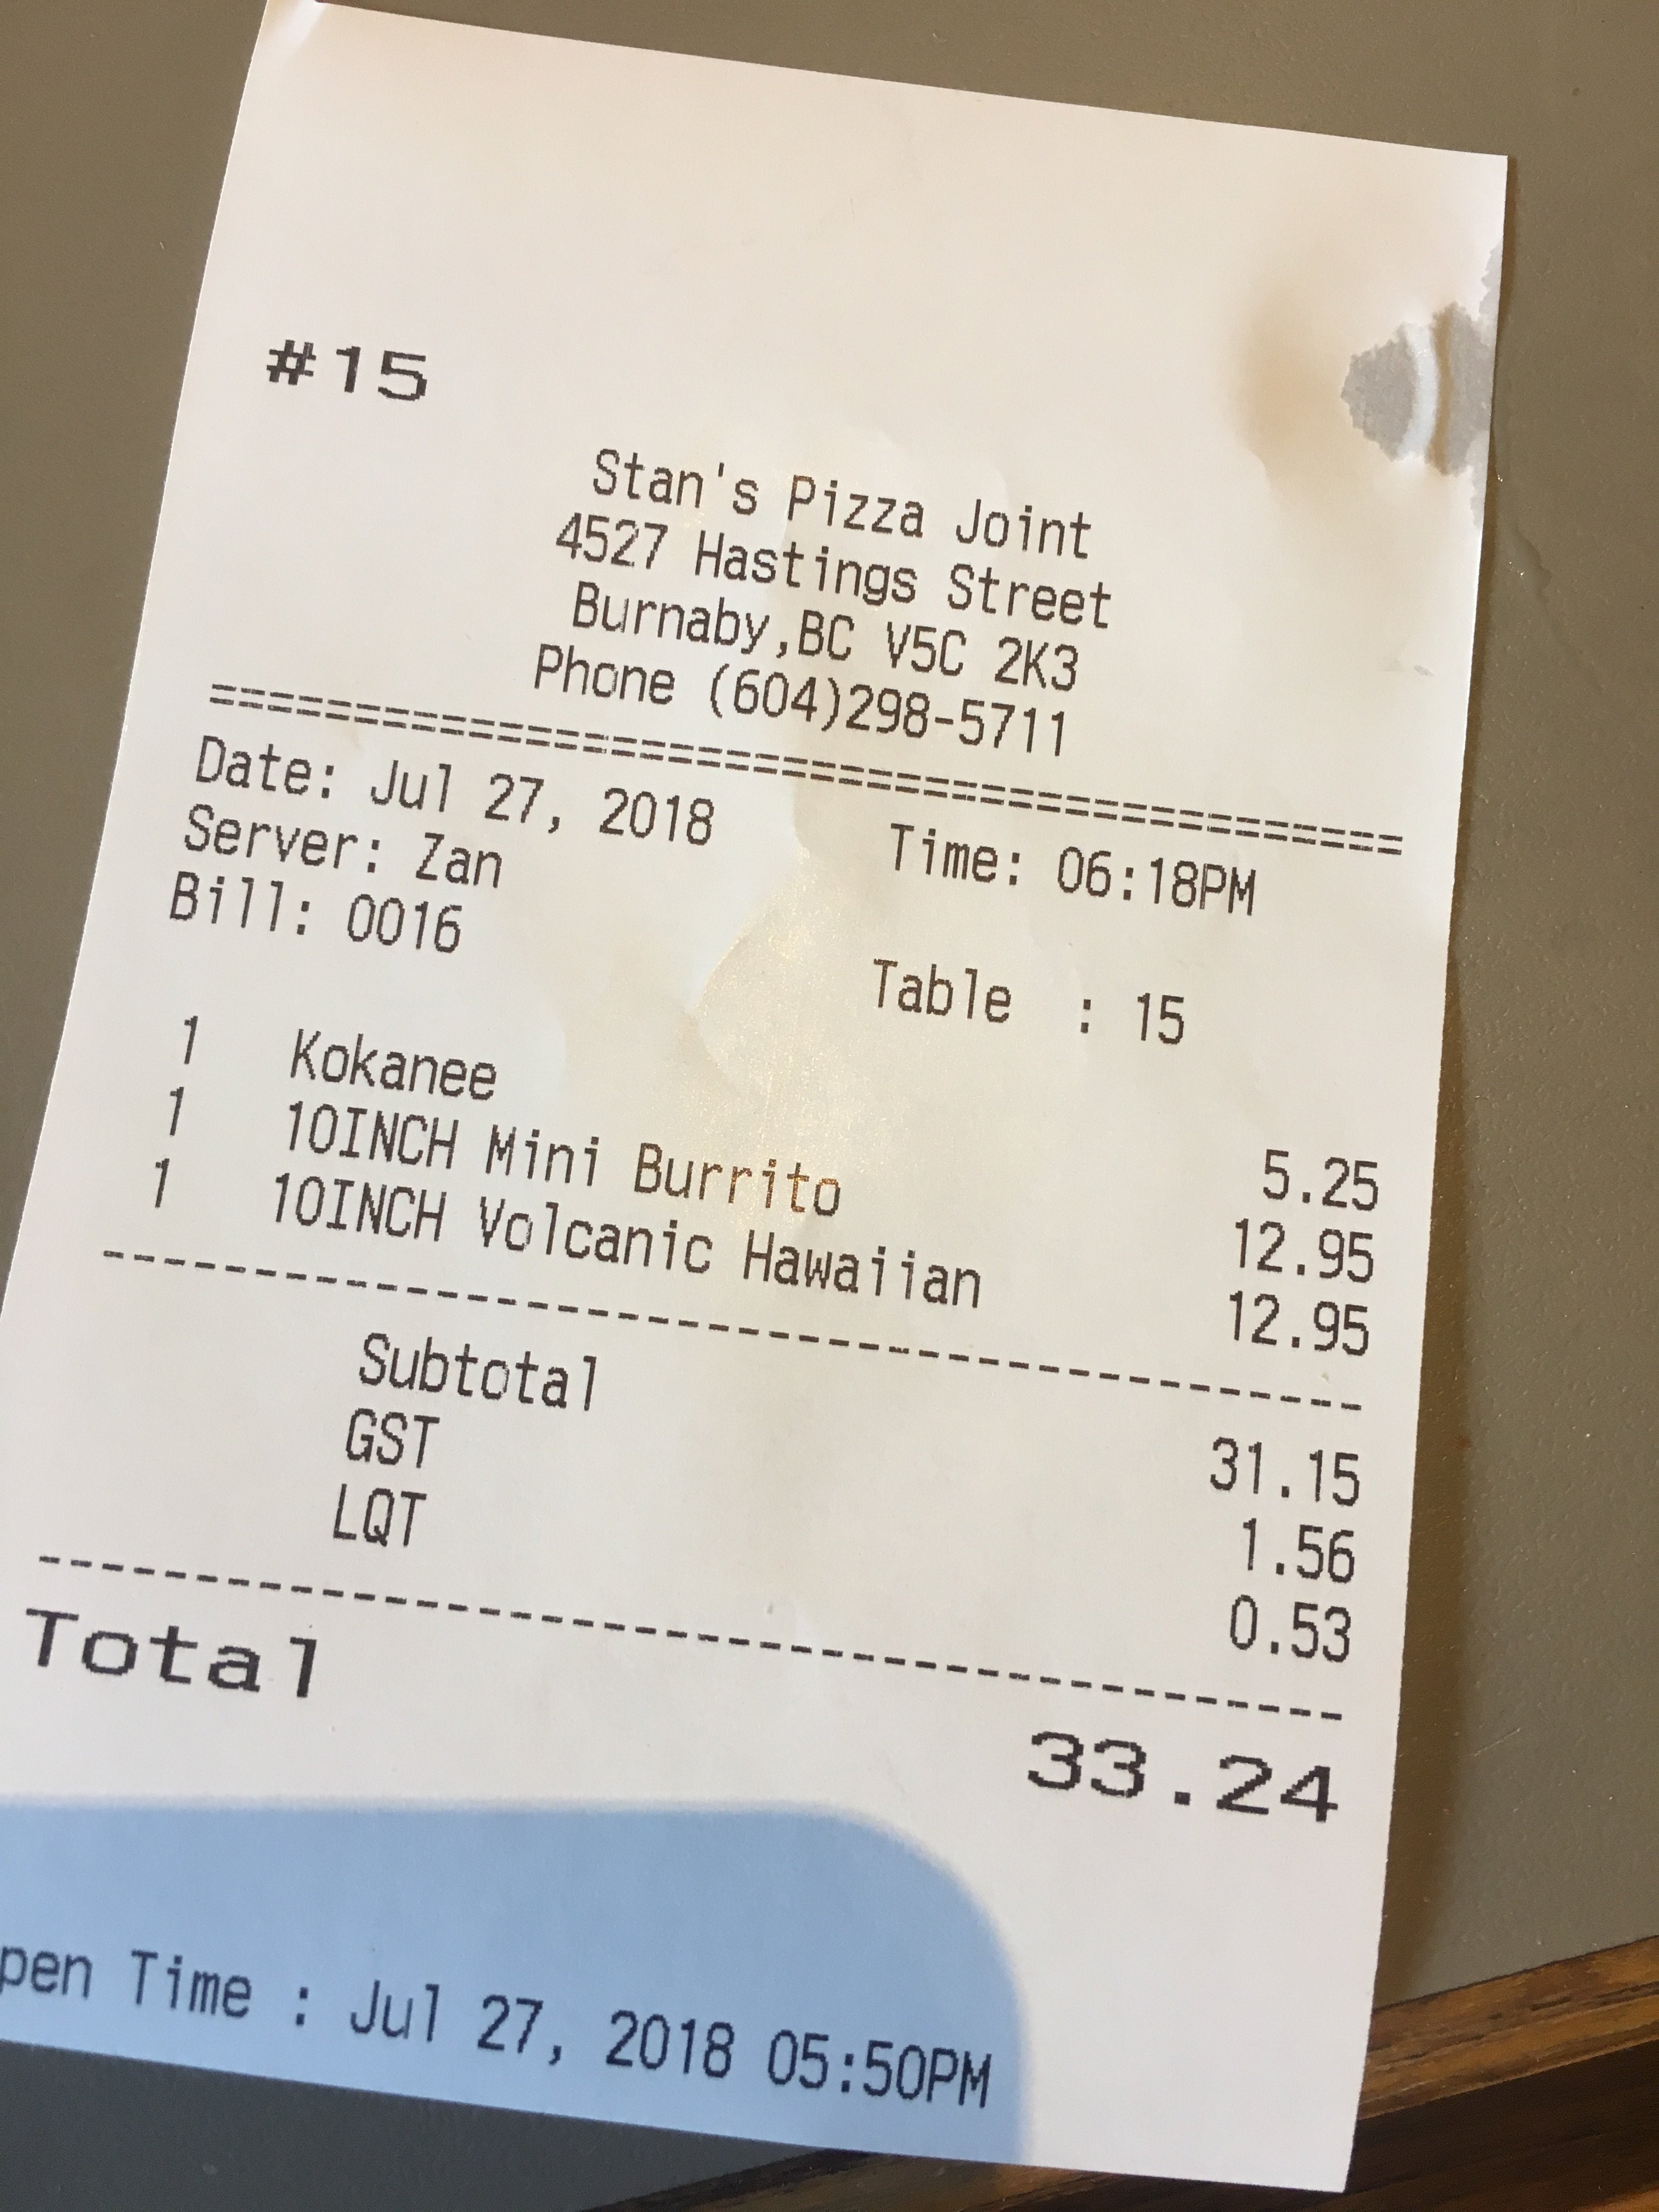 #15
Stan's Pizza Joint
4527 Hastings Street
Burnaby,BC V5C 2K3
Phone (604)298-5711
==========================================
Date: Jul 27, 2018 Time: 06:18PM
Server: Zan
Bill: 0016 Table : 15
1 Kokanee 5.25
1 10INCH Mini Burrito 12.95
1 10INCH Volcanic Hawaiian 12.95
------------------------------------------
Subtotal 31.15
GST 1.56
LQT 0.53
------------------------------------------
Total 33.24
pen Time : Jul 27, 2018 05:50PM